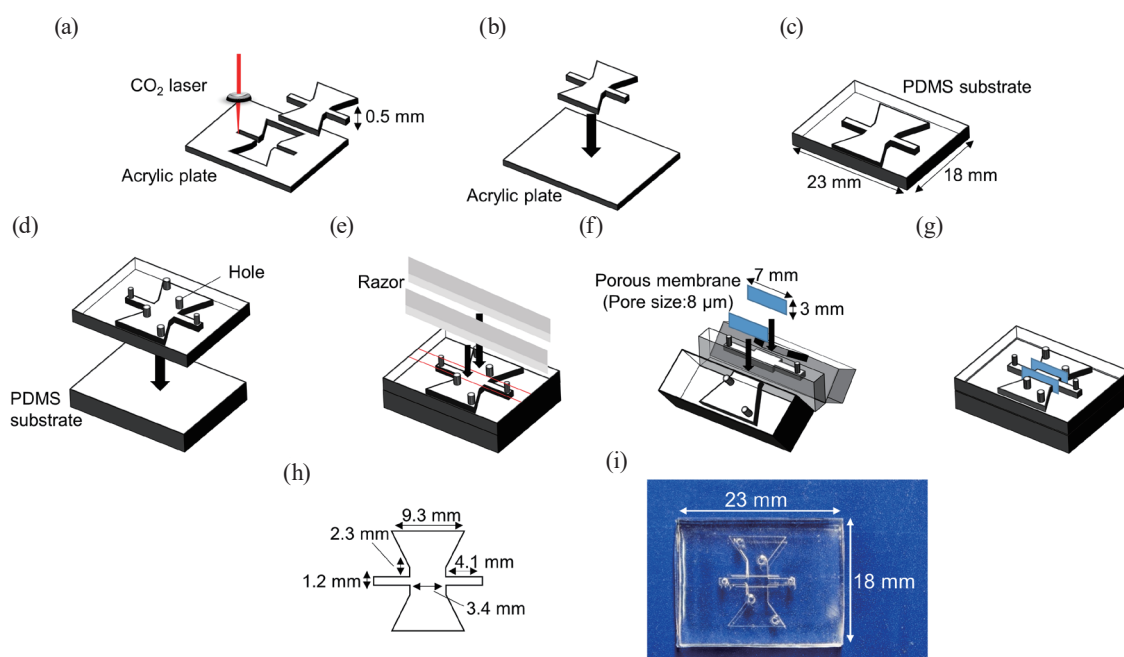 (a)
CO₂ laser
0.5 mm
Acrylic plate
(b)
Acrylic plate
(c)
PDMS substrate
23 mm
18 mm
(d)
Hole
PDMS
substrate
(e)
Razor
(f)
Porous membrane
(Pore size:8 μm)
7 mm
3 mm
(g)
(h)
9.3 mm
2.3 mm
4.1 mm
1.2 mm
3.4 mm
(i)
23 mm
18 mm